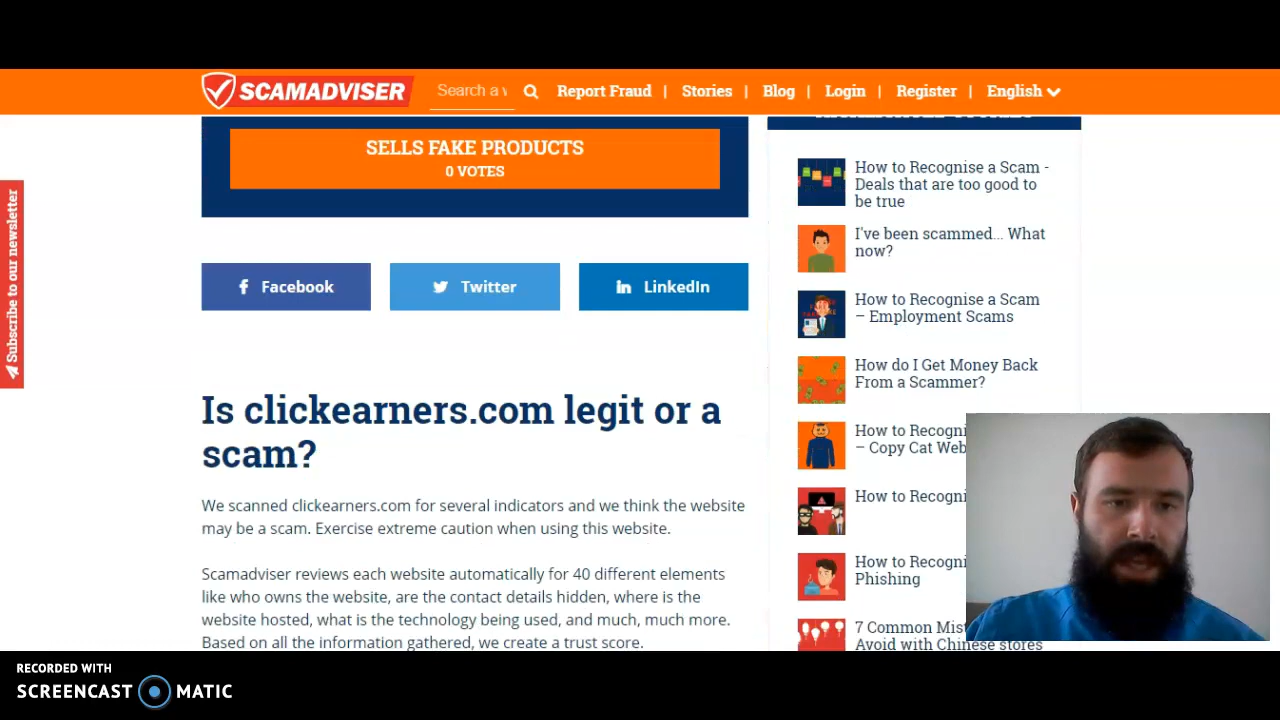 SCAMADVISER
Search a
Report Fraud | Stories | Blog | Login | Register | English
Subscribe to our newsletter
SELLS FAKE PRODUCTS
0 VOTES
Facebook
Twitter
LinkedIn
Is clickearners.com legit or a
scam?
We scanned clickearners.com for several indicators and we think the website
may be a scam. Exercise extreme caution when using this website.
Scamadviser reviews each website automatically for 40 different elements
like who owns the website, are the contact details hidden, where is the
website hosted, what is the technology being used, and much, much more.
Based on all the information gathered, we create a trust score.
How to Recognise a Scam -
Deals that are too good to
be true
I've been scammed... What
now?
How to Recognise a Scam
– Employment Scams
How do I Get Money Back
From a Scammer?
How to
– Copy Cat
How to
How to
Phishing
7 Common
Avoid with Chinese stores
RECORDED WITH
SCREENCAST MATIC